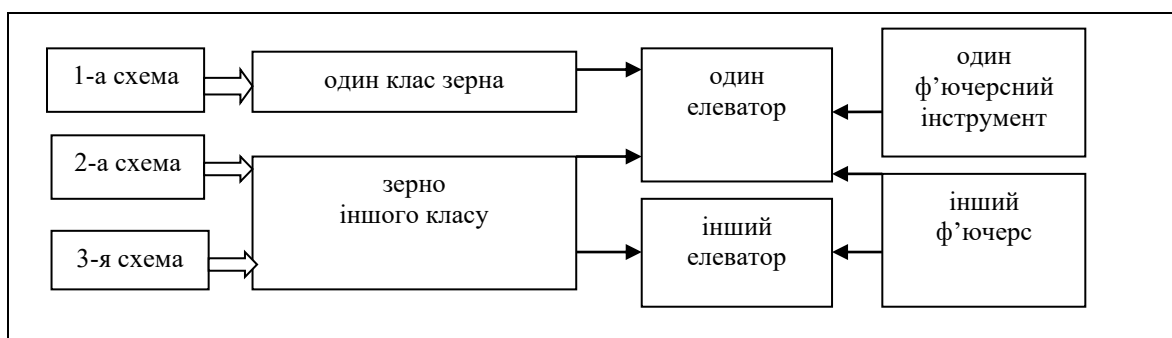 1-а схема
один клас зерна
один
елеватор
один
ф’ючерсний
інструмент
2-а схема
зерно
іншого класу
3-я схема
інший
елеватор
інший
ф’ючерс